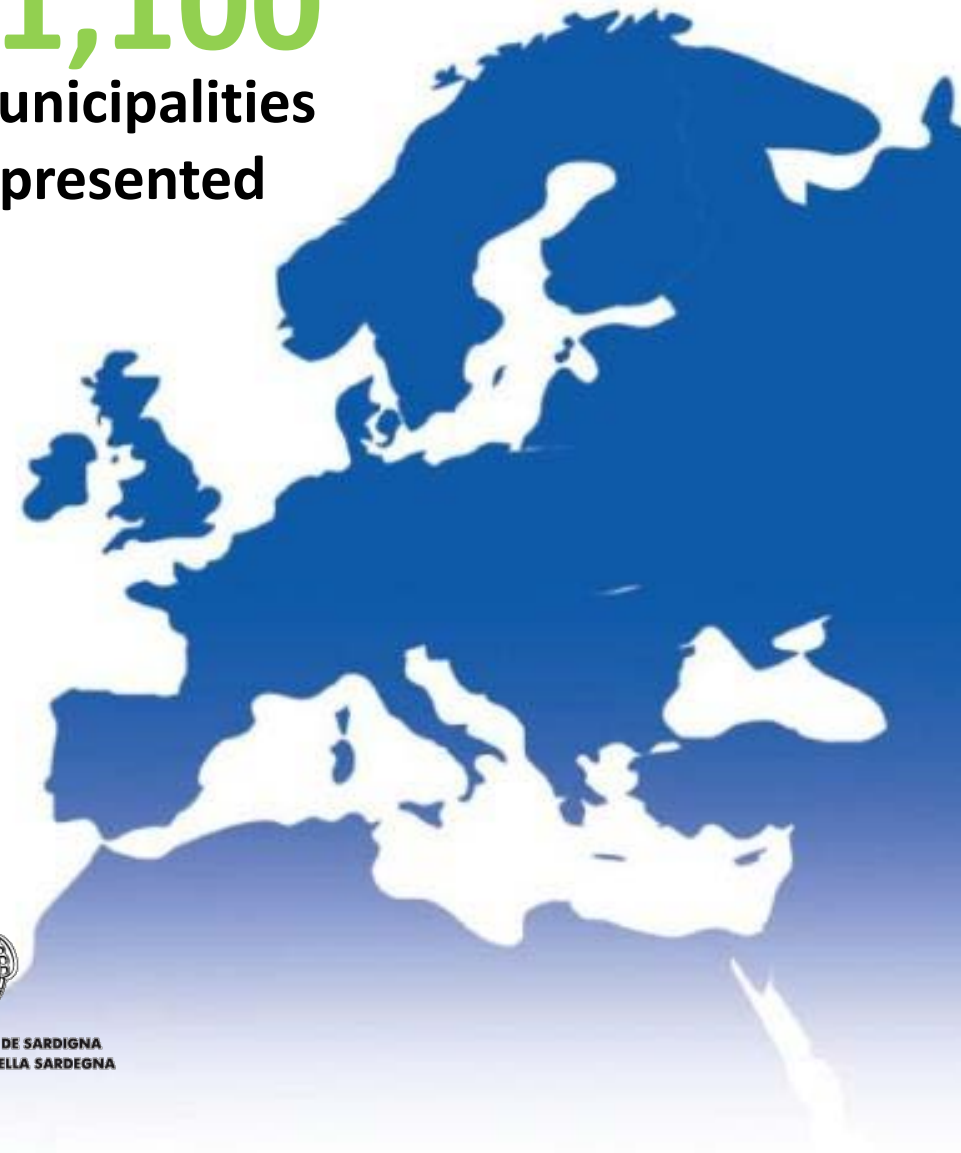 1,100
unicipalities
presented
DE SARDIGNA
ELLA SARDEGNA